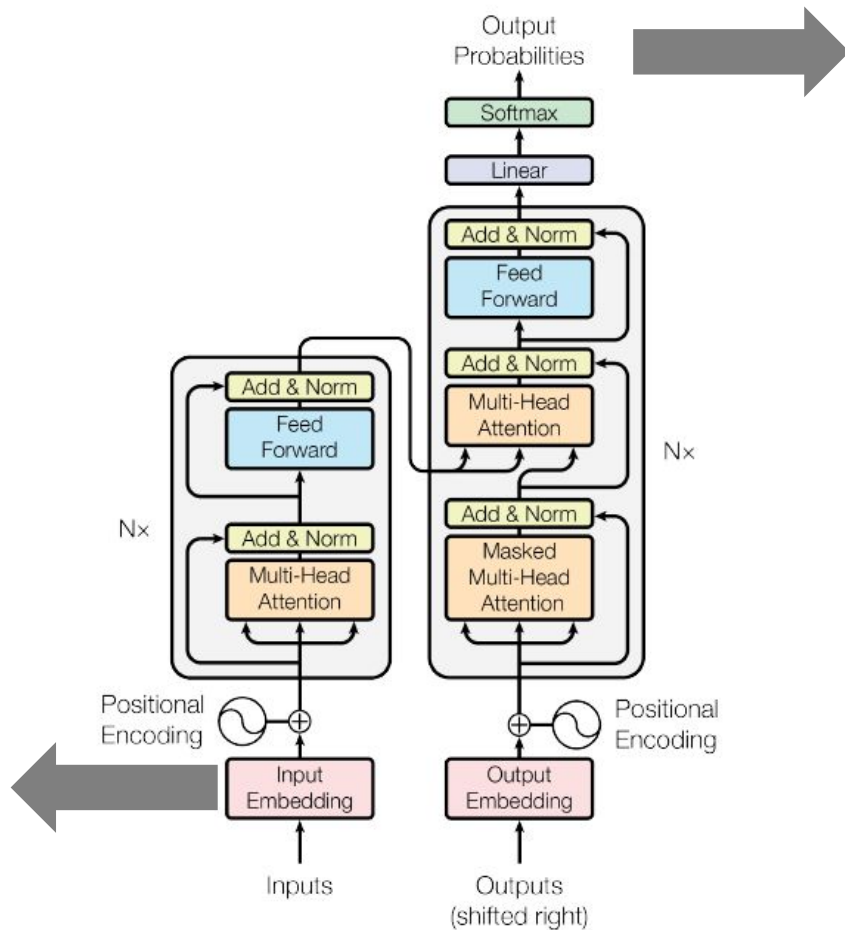 Output
Probabilities
Softmax
Linear
Add & Norm
Feed
Forward
Add & Norm
Multi-Head
Attention
Nx
Add & Norm
Masked
Multi-Head
Attention
Add & Norm
Feed
Forward
Nx
Add & Norm
Multi-Head
Attention
Positional
Encoding
Positional
Encoding
Input
Embedding
Output
Embedding
Inputs
Outputs
(shifted right)